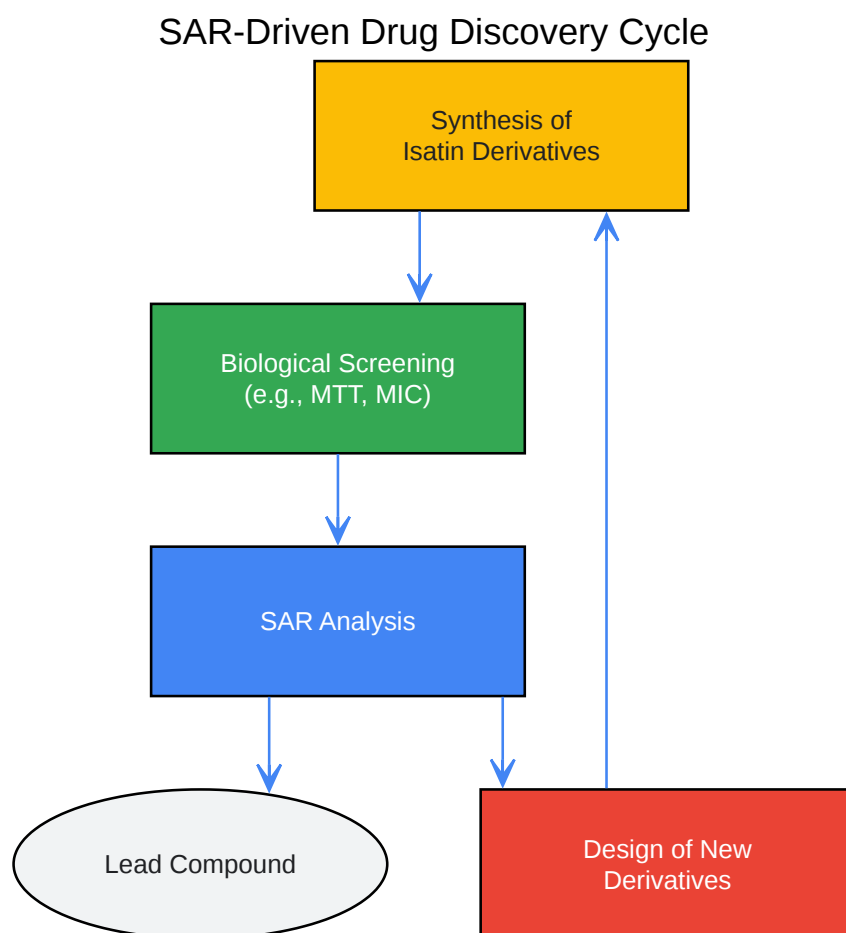 SAR-Driven Drug Discovery Cycle
Synthesis of
Isatin Derivatives
Biological Screening
(e.g., MTT, MIC)
SAR Analysis
Lead Compound
Design of New
Derivatives